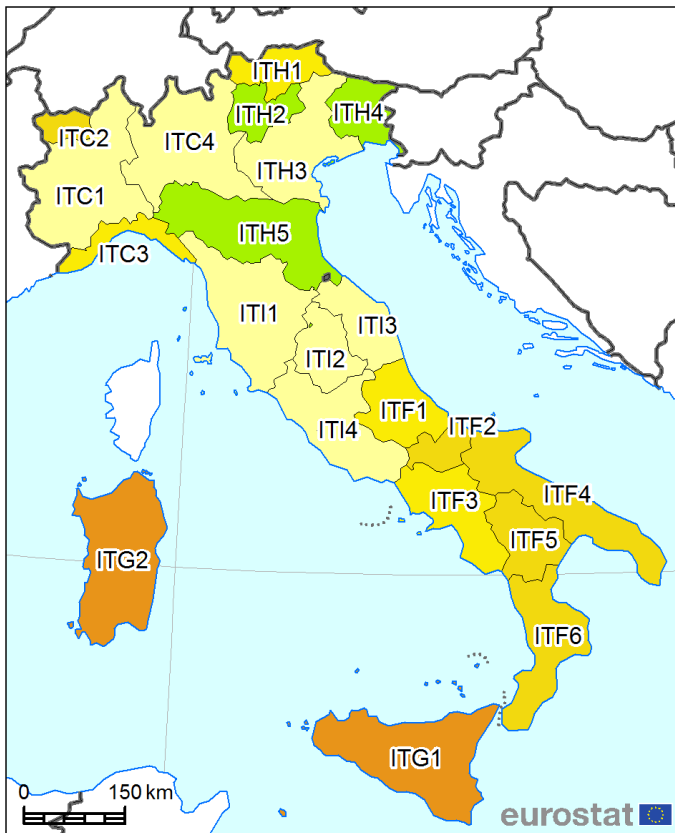 ITH1
ITH2
ITH4
ITC2
ITC4
ITH3
ITC1
ITH5
ITC3
ITI1
ITI3
ITI2
ITF1
ITI4
ITF2
ITF3
ITF4
ITF5
ITG2
ITF6
ITG1
0 150 km
eurostat